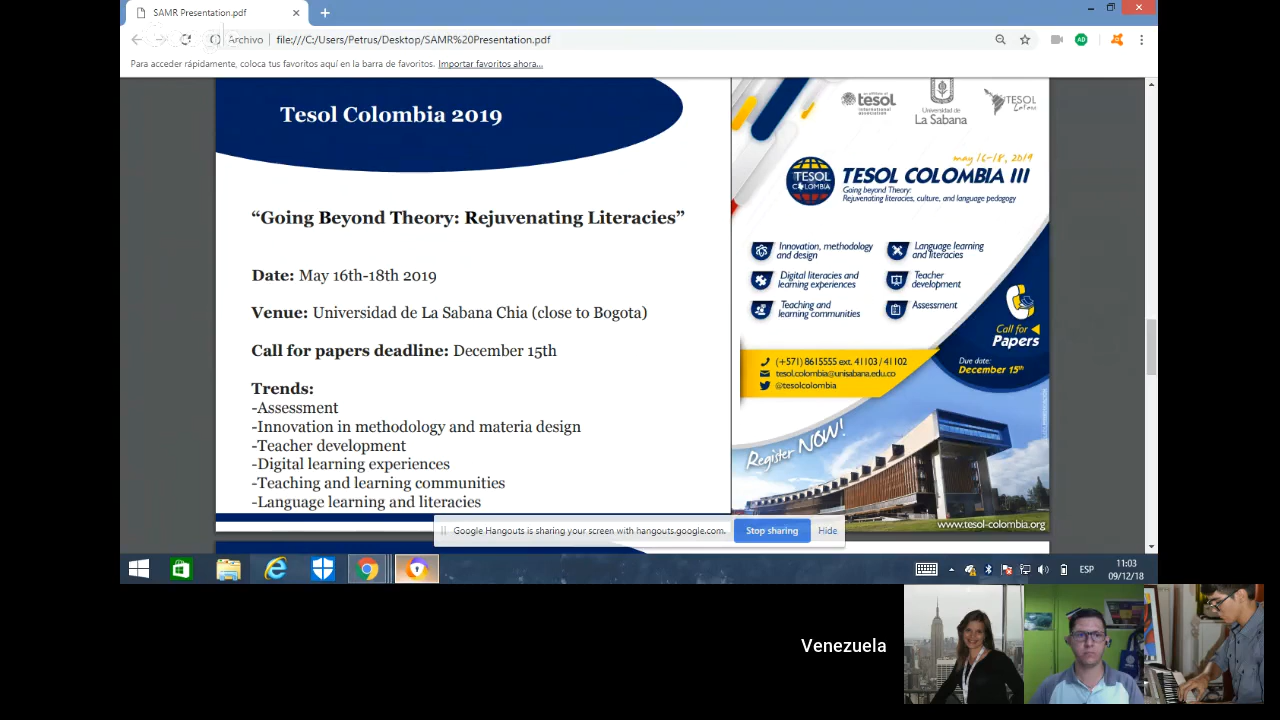 SAMR Presentation.pdf
Archivo
file:///C:/Users/Petrus/Desktop/SAMR%20Presentation.pdf
Para acceder rápidamente, coloca tus favoritos aquí en la barra de favoritos. Importar favoritos ahora...
Tesol Colombia 2019
“Going Beyond Theory: Rejuvenating Literacies”
Date: May 16th-18th 2019
Venue: Universidad de La Sabana Chia (close to Bogota)
Call for papers deadline: December 15th
Trends:
-Assessment
-Innovation in methodology and materia design
-Teacher development
-Digital learning experiences
-Teaching and learning communities
-Language learning and literacies
tesol
international
association
Universidad de
La Sabana
TESOL
may 16-18, 2019
TESOL
COLOMBIA
TESOL COLOMBIA III
Going beyond Theory:
Rejuvenating literacies, culture, and language pedagogy
Innovation, methodology
and design
Language learning
and literacies
Digital literacies and
learning experiences
Teacher
development
Teaching and
learning communities
Assessment
Call for
Papers
Due date:
December 15th
(+571) 8615555 ext. 41103 / 41102
tesol.colombia@unisabana.edu.co
@tesolcolombia
Register NOW!
www.tesol-colombia.org
Google Hangouts is sharing your screen with hangouts.google.com.
Stop sharing
Hide
ESP
11:03
09/12/18
Venezuela